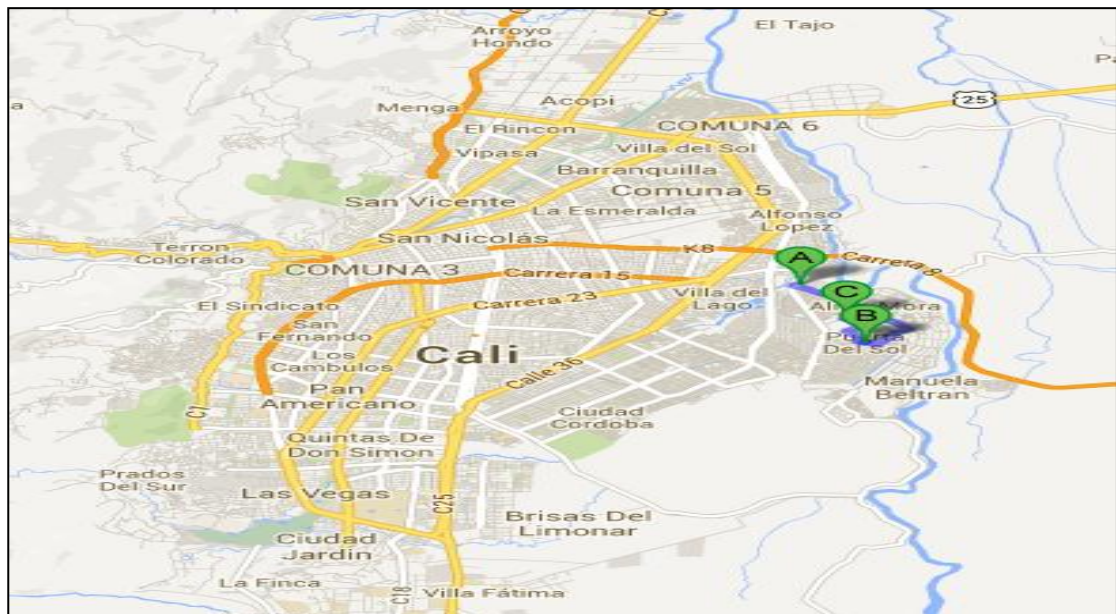 El Tajo
Arroyo
Hondo
25
Menga
Acopi
El Rincon
COMUNA 6
Vipasa
Villa del Sol
Barranquilla
Comuna 5
San Vicente
La Esmeralda
Alfonso
Lopez
San Nicolás
K8
Carrera 8
Terron
Colorado
COMUNA 3
Carrera 15
A
C
B
El Sindicato
Carrera 23
Villa del
Lago
San
Fernando
Del Sol
Cali
Los
Cambulos
Calle 36
Manuela
Beltran
Pan
Americano
C7
Ciudad
Cordoba
Quintas De
Don Simon
Prados
Del Sur
Las Vegas
C25
Brisas Del
Limonar
Ciudad
Jardin
La Finca
C18
Villa Fátima